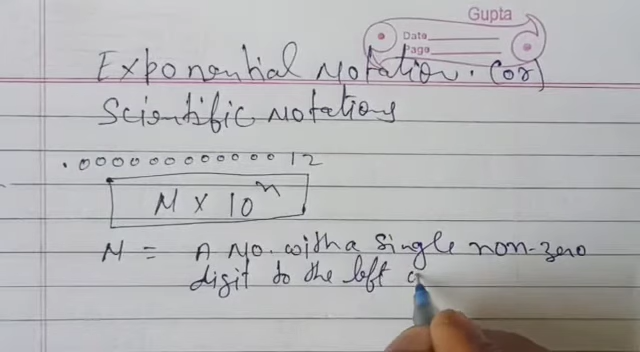 Gupta
Date
Page
Exponential Notation. (or)
Scientific Notations
.000000000000012
N × 10ⁿ
N = A No. with a single non-zero
digit to the left